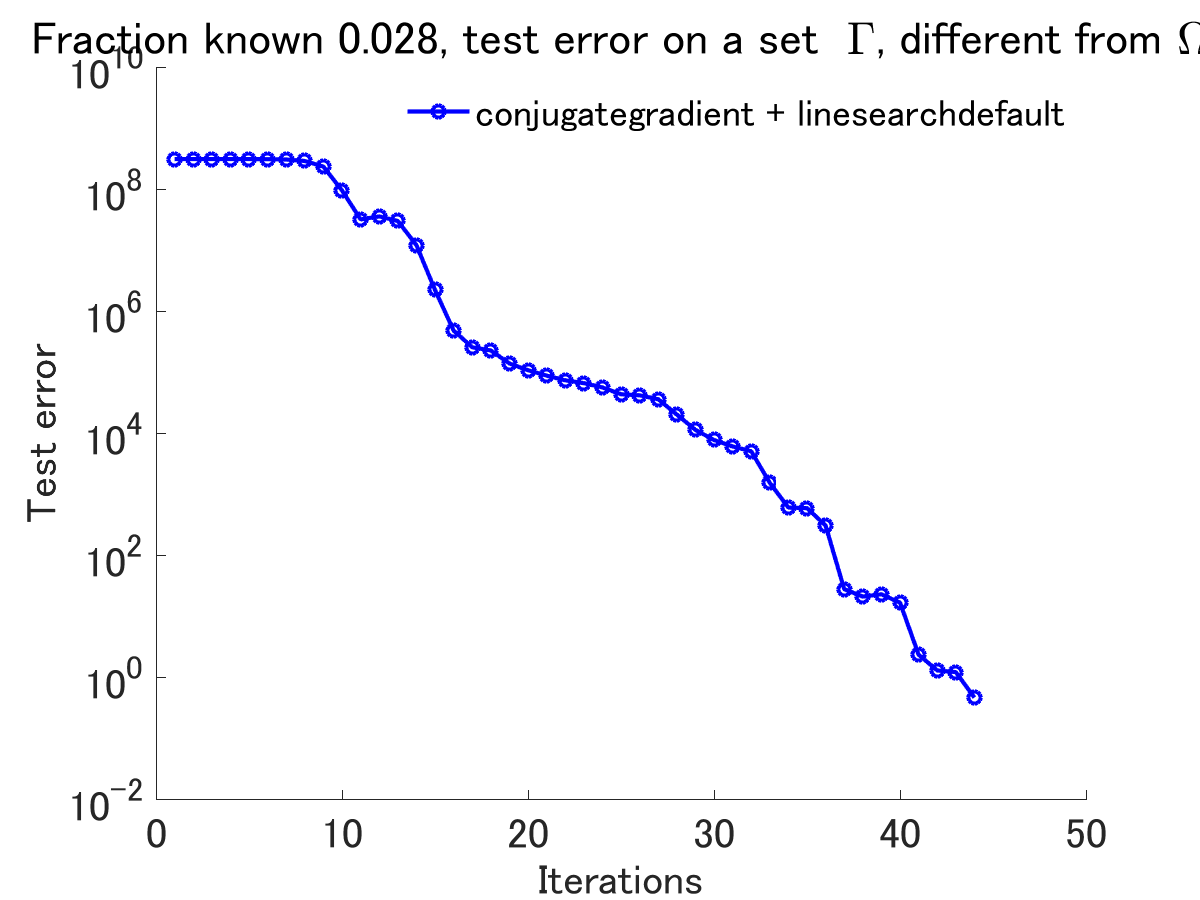 Fraction known 0.028, test error on a set Γ, different from Ω
10^10
conjugategradient + linesearchdefault
10^8
10^6
10^4
10^2
10^0
10^−2
Test error
0 10 20 30 40 50
Iterations